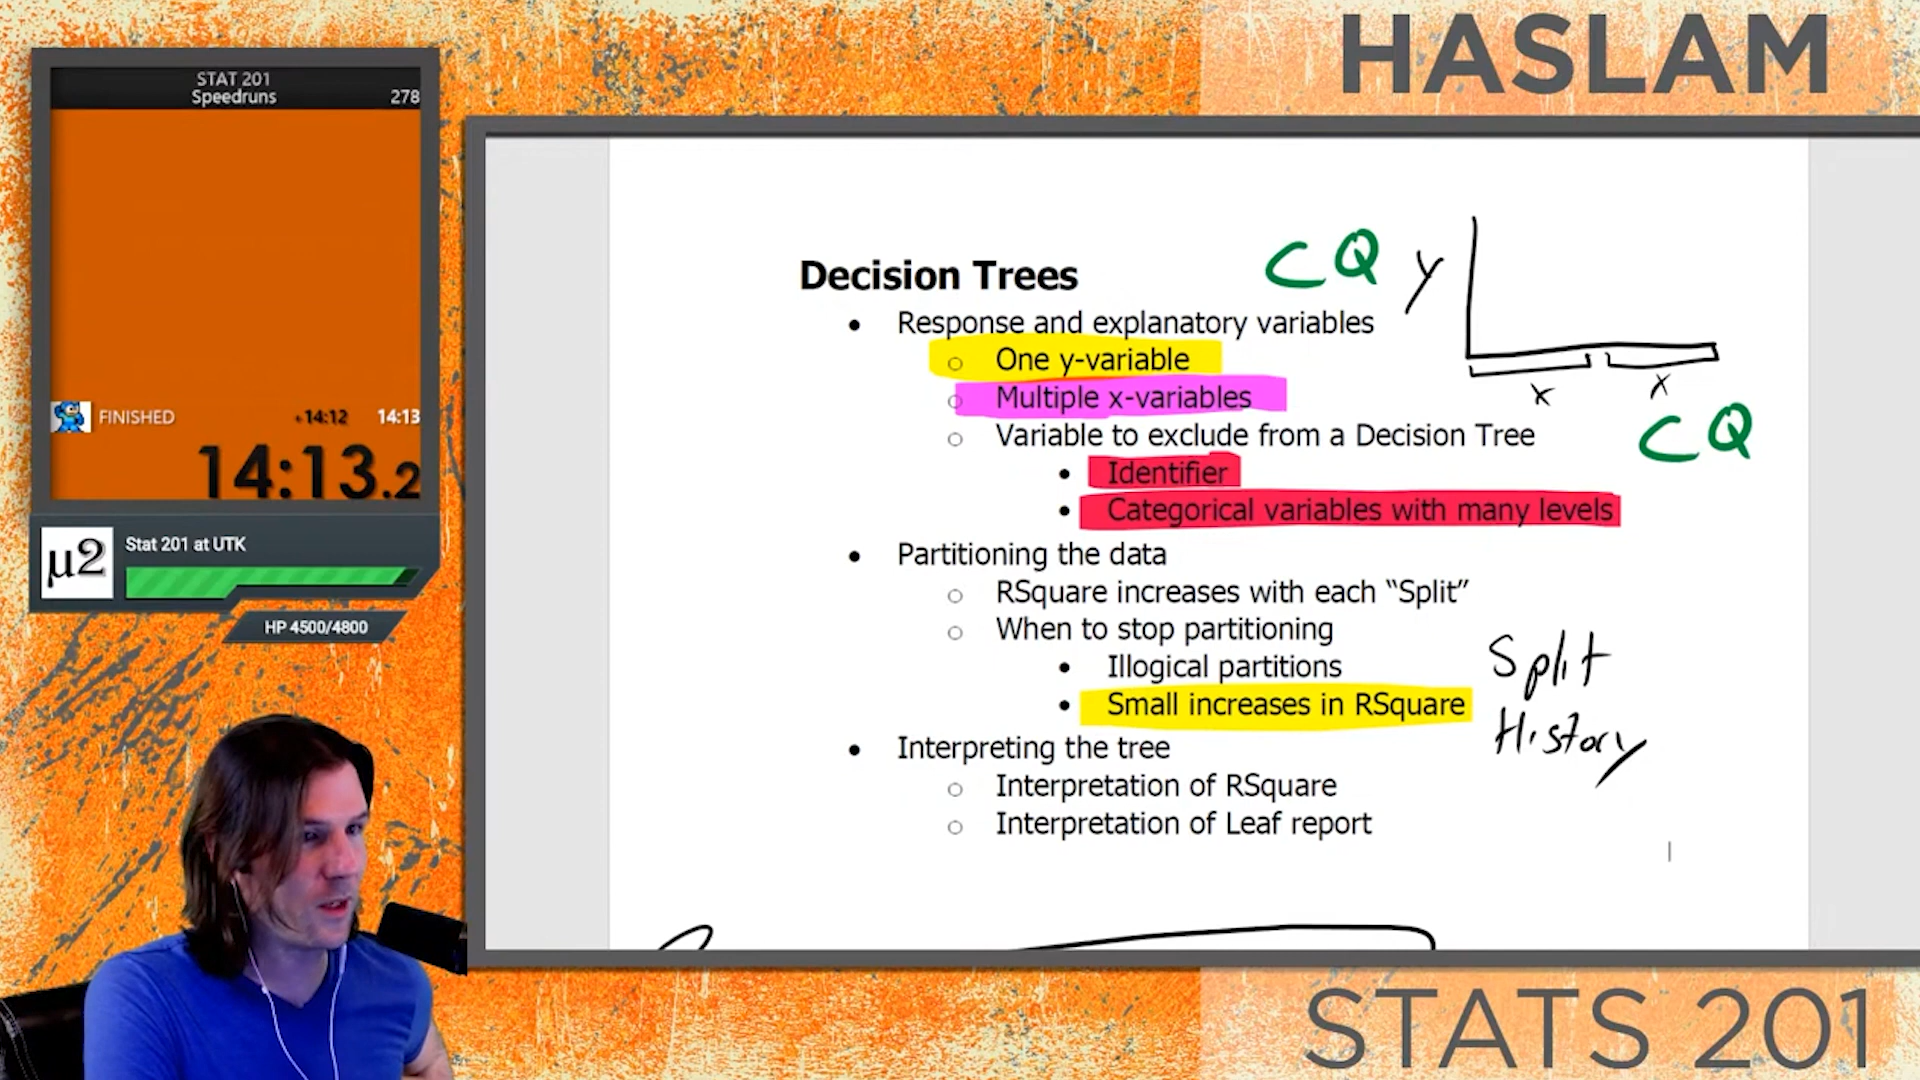 HASLAM
STAT 201
Speedruns 278
FINISHED +14:12 14:13
14:13.2
μ2
Stat 201 at UTK
HP 4500/4800
Decision Trees
C Q y
• Response and explanatory variables
○ One y-variable
○ Multiple x-variables
x x
C Q
○ Variable to exclude from a Decision Tree
• Identifier
• Categorical variables with many levels
• Partitioning the data
○ RSquare increases with each “Split”
○ When to stop partitioning
• Illogical partitions
• Small increases in RSquare
Split
History
• Interpreting the tree
○ Interpretation of RSquare
○ Interpretation of Leaf report
STATS 201